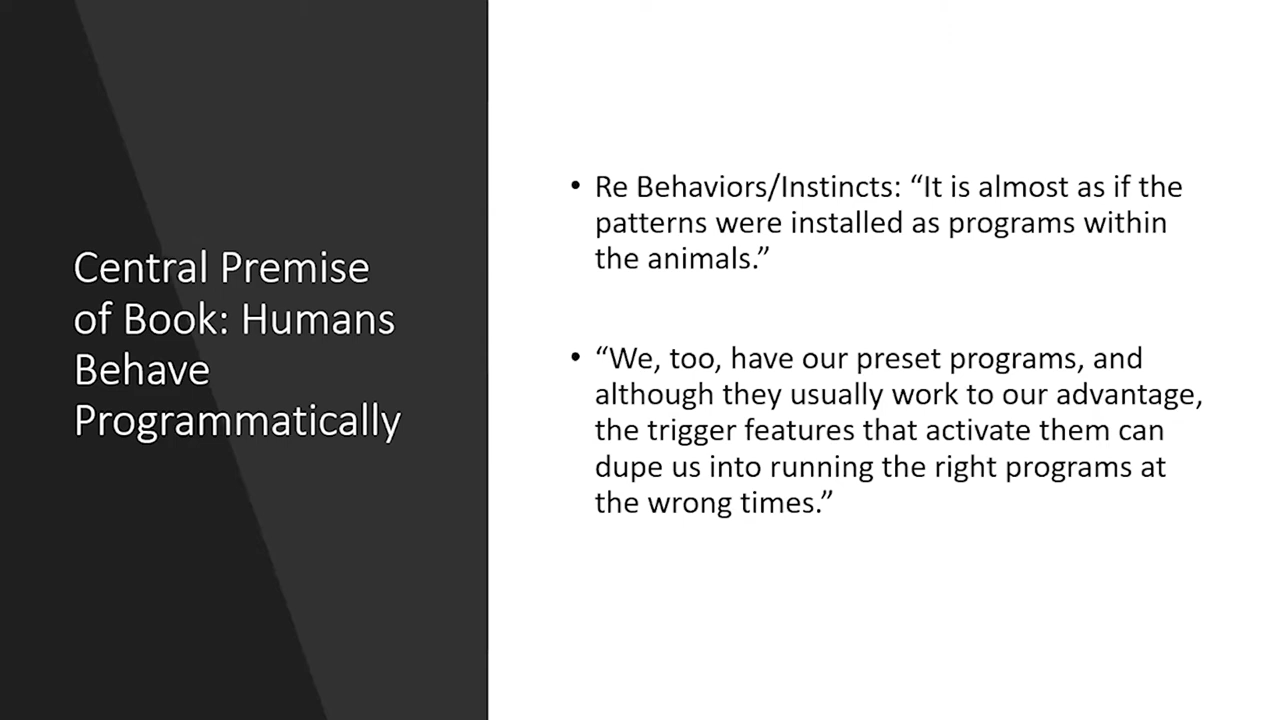 Central Premise
of Book: Humans
Behave
Programmatically
• Re Behaviors/Instincts: “It is almost as if the
patterns were installed as programs within
the animals.”
• “We, too, have our preset programs, and
although they usually work to our advantage,
the trigger features that activate them can
dupe us into running the right programs at
the wrong times.”